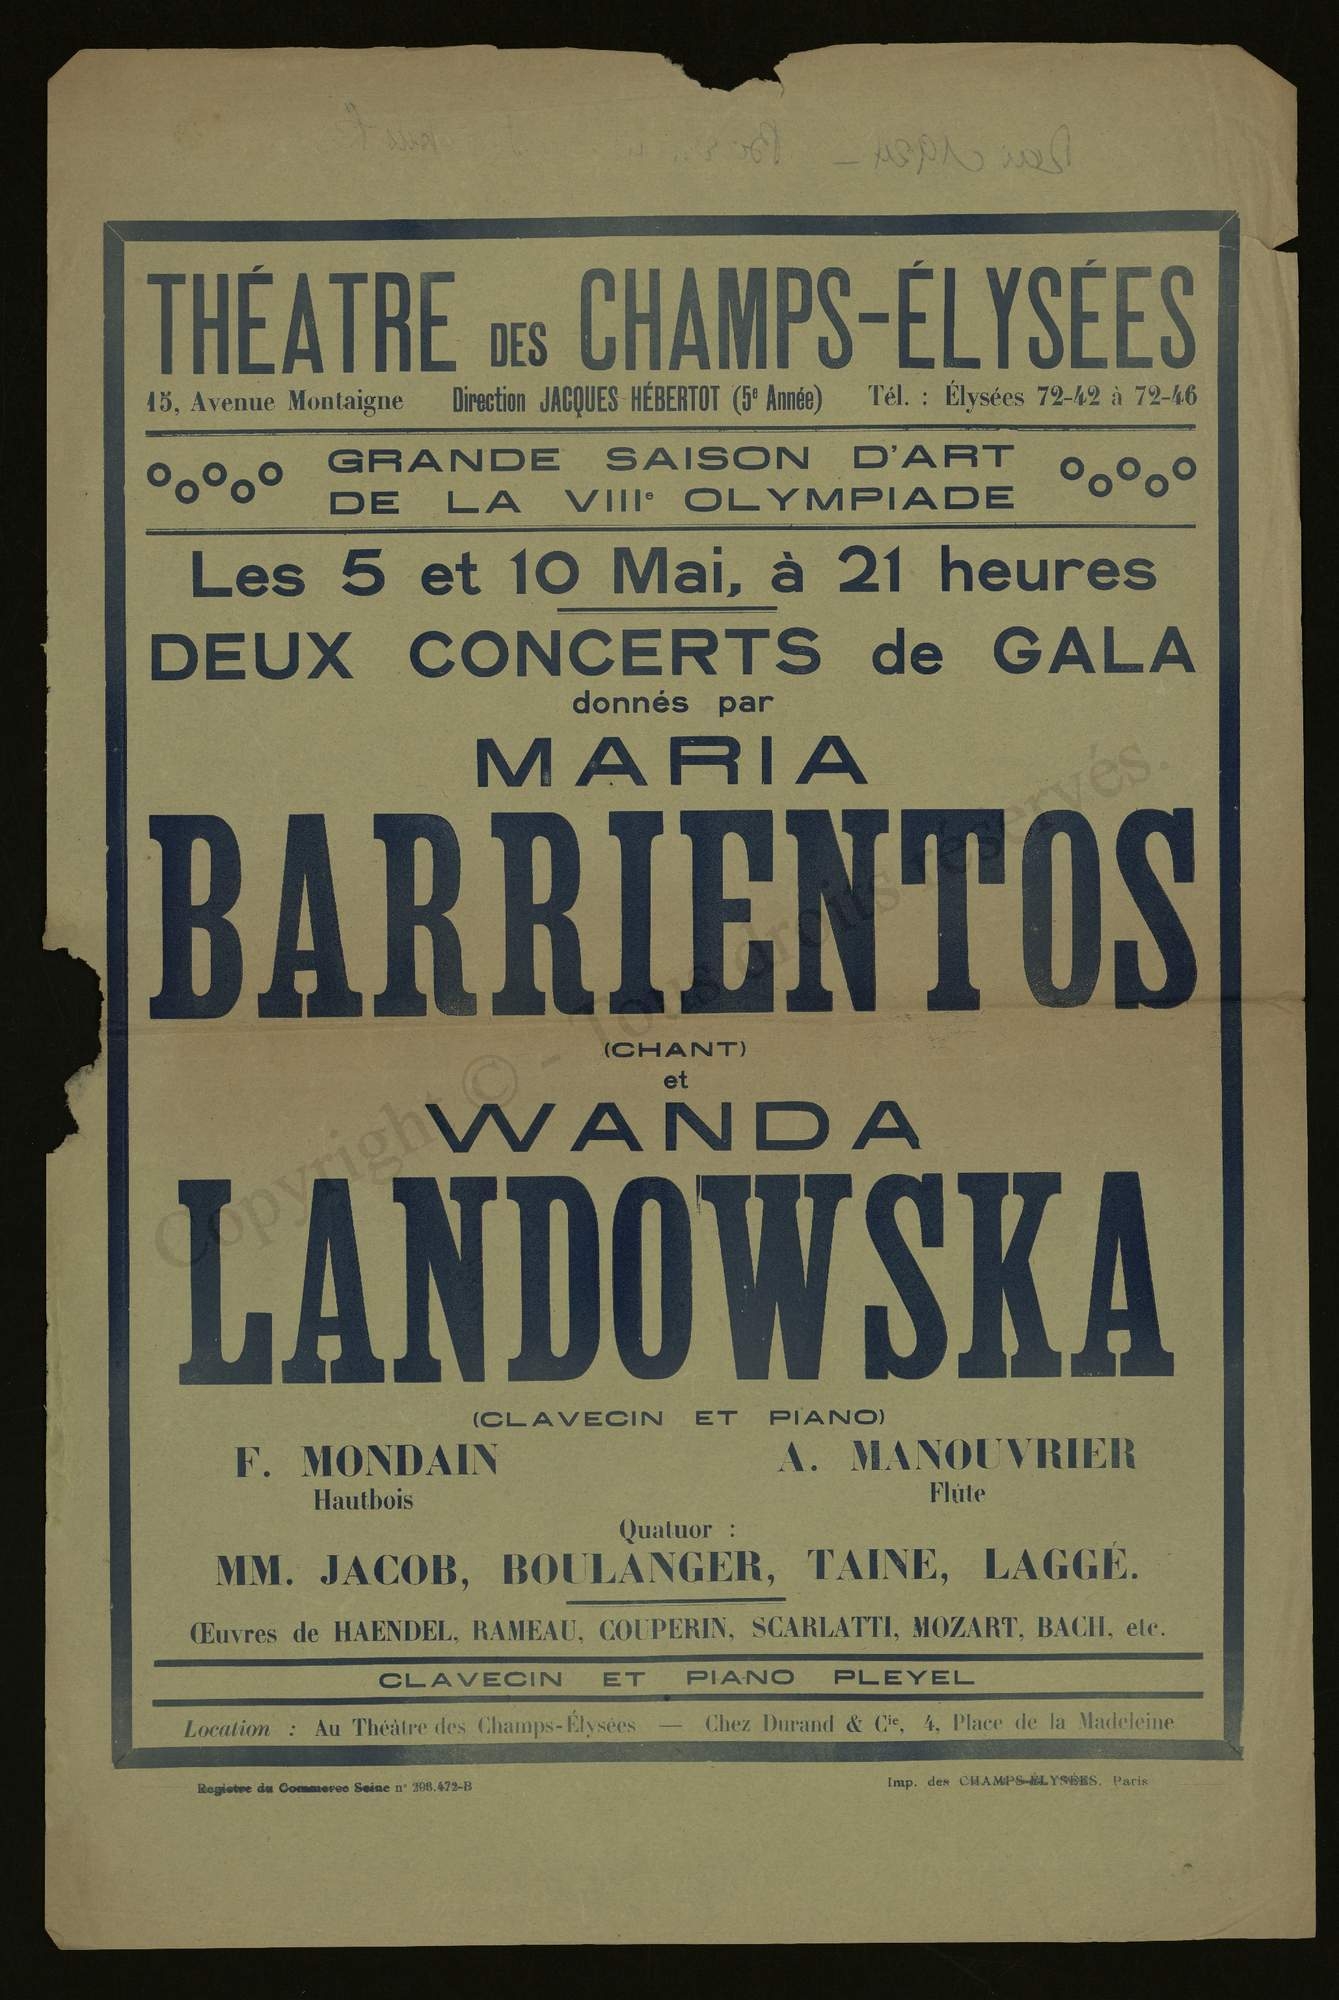 THÉATRE DES CHAMPS-ÉLYSÉES
15, Avenue Montaigne Direction JACQUES HÉBERTOT (5e Année) Tél. : Élysées 72-42 à 72-46
GRANDE SAISON D'ART
DE LA VIIIe OLYMPIADE
Les 5 et 10 Mai, à 21 heures
DEUX CONCERTS de GALA
donnés par
MARIA
BARRIENTOS
(CHANT)
et
WANDA
LANDOWSKA
(CLAVECIN ET PIANO)
F. MONDAIN A. MANOUVRIER
Hautbois Flûte
Quatuor :
MM. JACOB, BOULANGER, TAINE, LAGGÉ.
Œuvres de HAENDEL, RAMEAU, COUPERIN, SCARLATTI, MOZART, BACH, etc.
CLAVECIN ET PIANO PLEYEL
Location : Au Théâtre des Champs-Élysées — Chez Durand & Cie, 4, Place de la Madeleine
Registre du Commerce Seine n° 298.472-B Imp. des CHAMPS-ÉLYSÉES, Paris
Copyright © - Tous droits réservés.